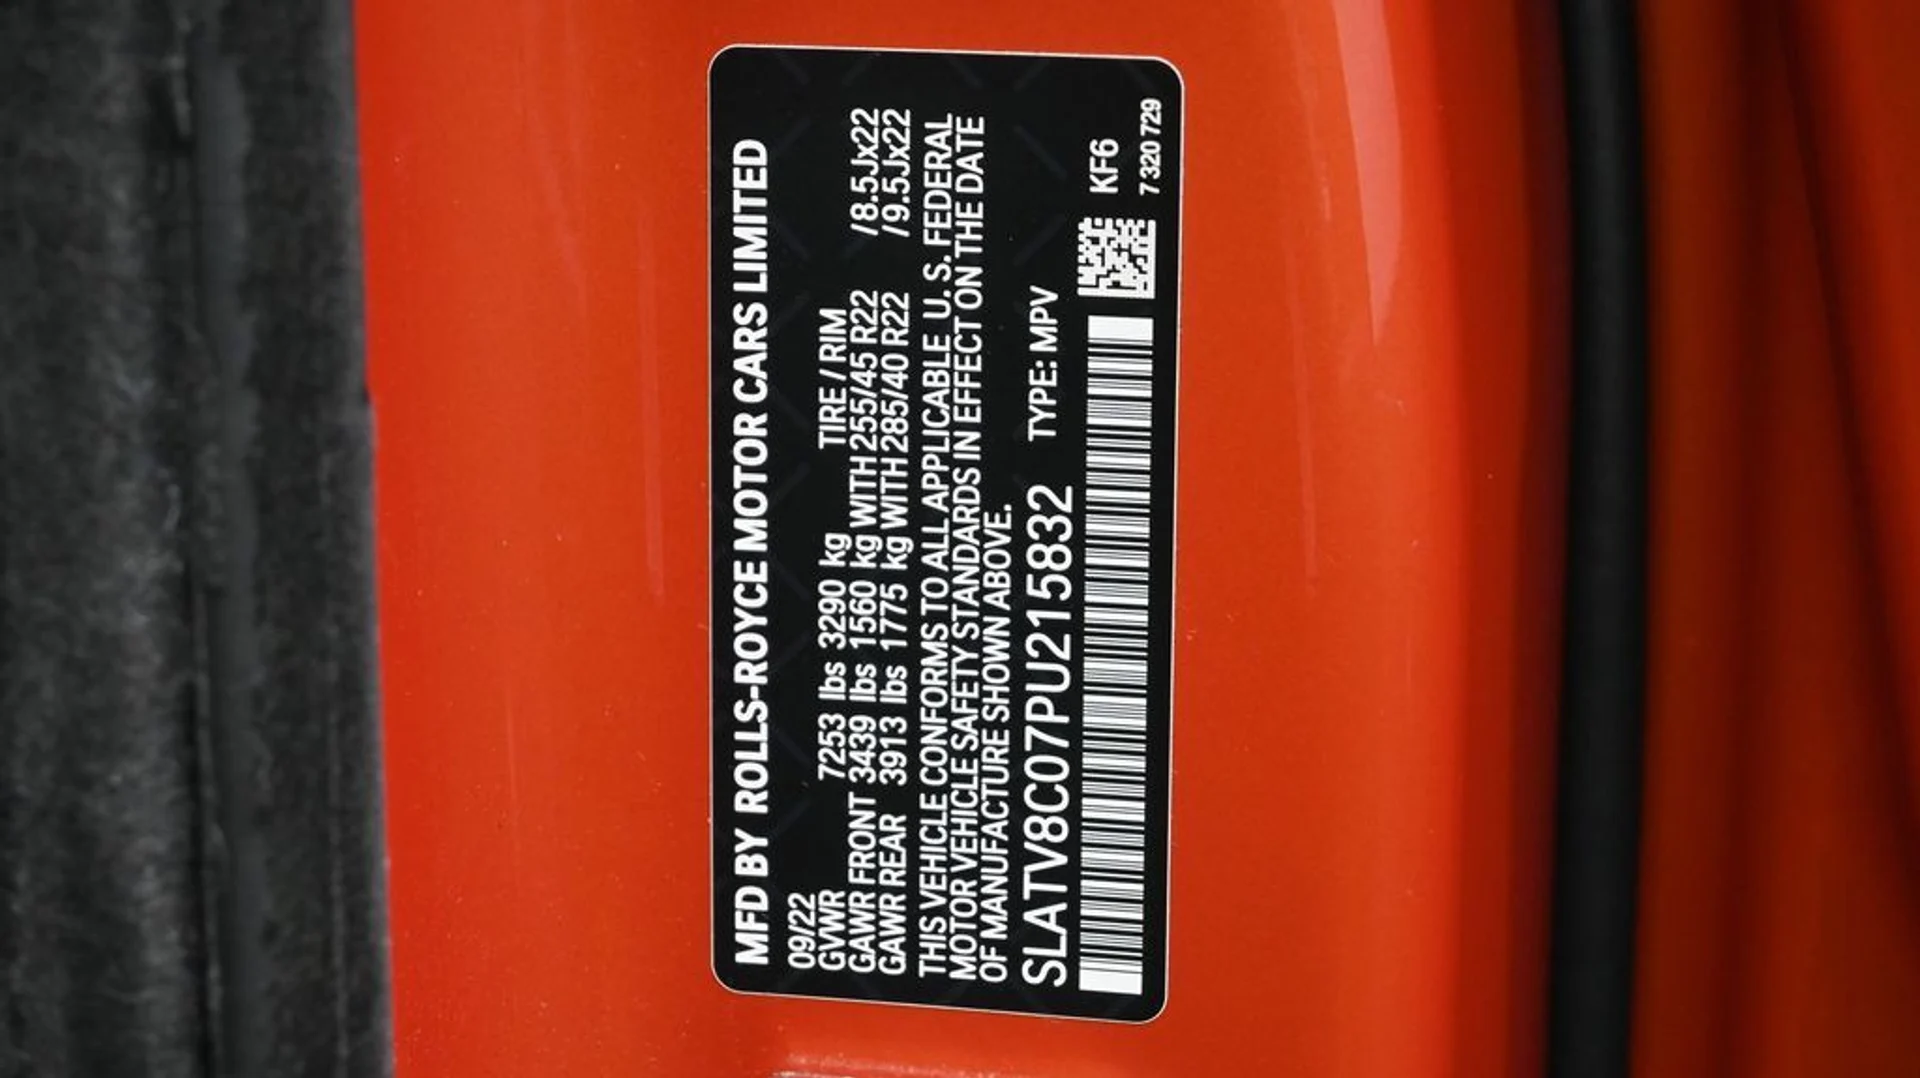 MFD BY ROLLS-ROYCE MOTOR CARS LIMITED
09/22
GVWR 7253 lbs 3290 kg TIRE / RIM
GAWR FRONT 3439 lbs 1560 kg WITH 255/45 R22 / 8.5Jx22
GAWR REAR 3913 lbs 1775 kg WITH 285/40 R22 / 9.5Jx22
THIS VEHICLE CONFORMS TO ALL APPLICABLE U.S. FEDERAL
MOTOR VEHICLE SAFETY STANDARDS IN EFFECT ON THE DATE
OF MANUFACTURE SHOWN ABOVE.
SLATV8C07PU215832 TYPE: MPV
KF6
7 320 729